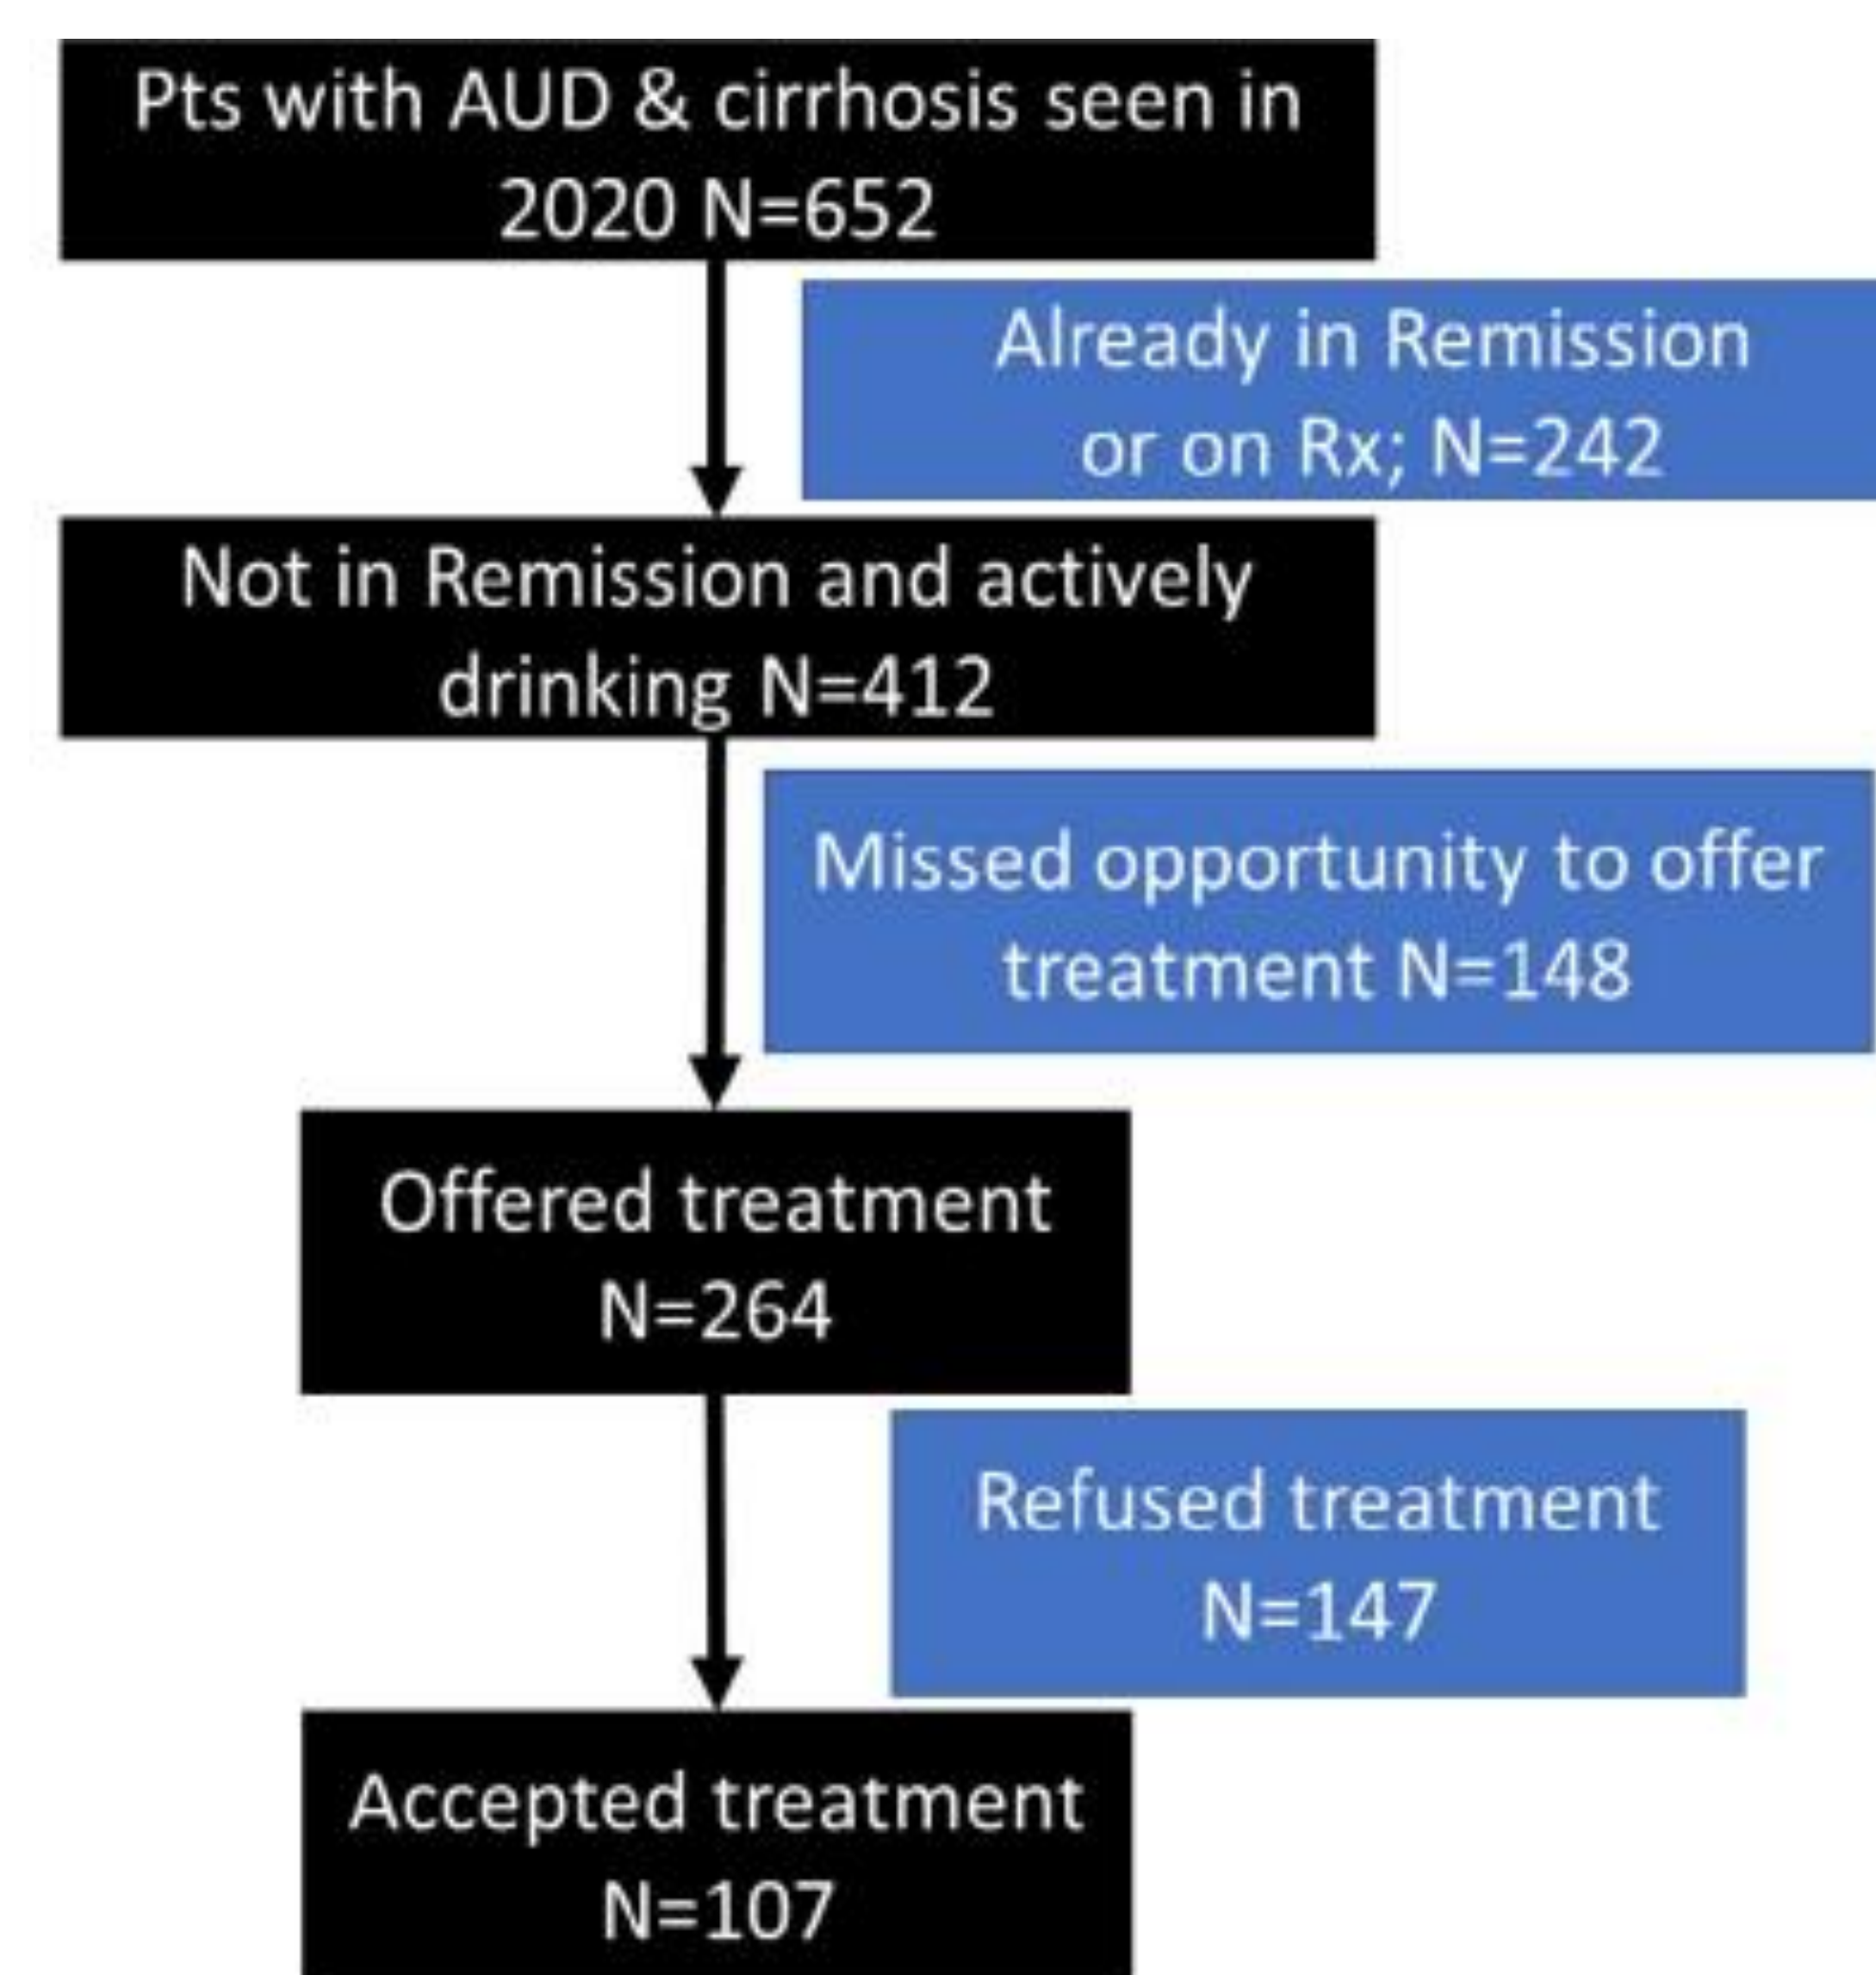 Pts with AUD & cirrhosis seen in
2020 N=652
Already in Remission
or on Rx; N=242
Not in Remission and actively
drinking N=412
Missed opportunity to offer
treatment N=148
Offered treatment
N=264
Refused treatment
N=147
Accepted treatment
N=107